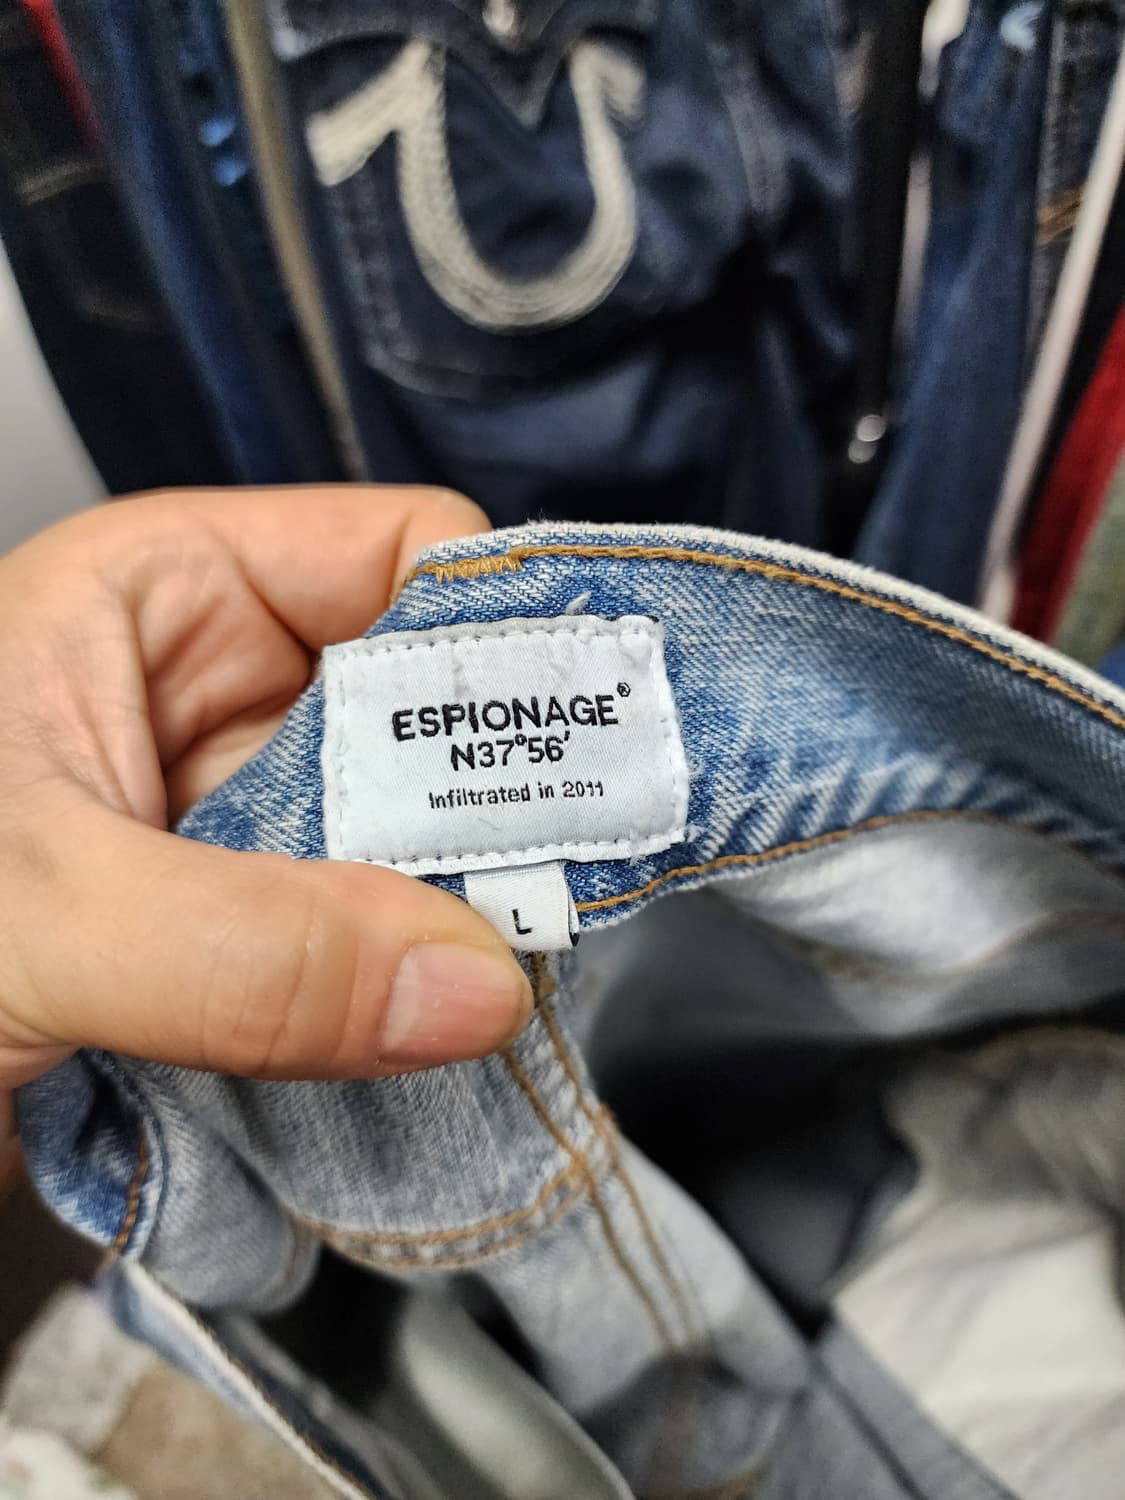 ESPIONAGE®
N37°56'
Infiltrated in 2011
L